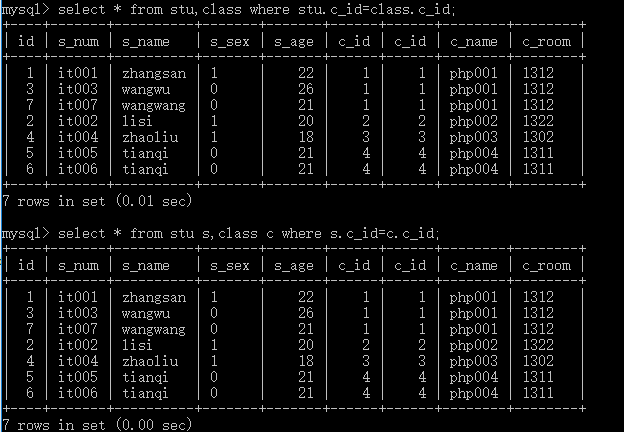 mysql> select * from stu,class where stu.c_id=class.c_id;
+----+-------+----------+-------+-------+------+------+--------+--------+
| id | s_num | s_name   | s_sex | s_age | c_id | c_id | c_name | c_room |
+----+-------+----------+-------+-------+------+------+--------+--------+
|  1 | it001 | zhangsan | 1     |    22 |    1 |    1 | php001 | 1312   |
|  3 | it003 | wangwu   | 0     |    26 |    1 |    1 | php001 | 1312   |
|  7 | it007 | wangwang | 0     |    21 |    1 |    1 | php001 | 1312   |
|  2 | it002 | lisi     | 1     |    20 |    2 |    2 | php002 | 1322   |
|  4 | it004 | zhaoliu  | 1     |    18 |    3 |    3 | php003 | 1302   |
|  5 | it005 | tianqi   | 0     |    21 |    4 |    4 | php004 | 1311   |
|  6 | it006 | tianqi   | 0     |    21 |    4 |    4 | php004 | 1311   |
+----+-------+----------+-------+-------+------+------+--------+--------+
7 rows in set (0.01 sec)
mysql> select * from stu s,class c where s.c_id=c.c_id;
+----+-------+----------+-------+-------+------+------+--------+--------+
| id | s_num | s_name   | s_sex | s_age | c_id | c_id | c_name | c_room |
+----+-------+----------+-------+-------+------+------+--------+--------+
|  1 | it001 | zhangsan | 1     |    22 |    1 |    1 | php001 | 1312   |
|  3 | it003 | wangwu   | 0     |    26 |    1 |    1 | php001 | 1312   |
|  7 | it007 | wangwang | 0     |    21 |    1 |    1 | php001 | 1312   |
|  2 | it002 | lisi     | 1     |    20 |    2 |    2 | php002 | 1322   |
|  4 | it004 | zhaoliu  | 1     |    18 |    3 |    3 | php003 | 1302   |
|  5 | it005 | tianqi   | 0     |    21 |    4 |    4 | php004 | 1311   |
|  6 | it006 | tianqi   | 0     |    21 |    4 |    4 | php004 | 1311   |
+----+-------+----------+-------+-------+------+------+--------+--------+
7 rows in set (0.00 sec)